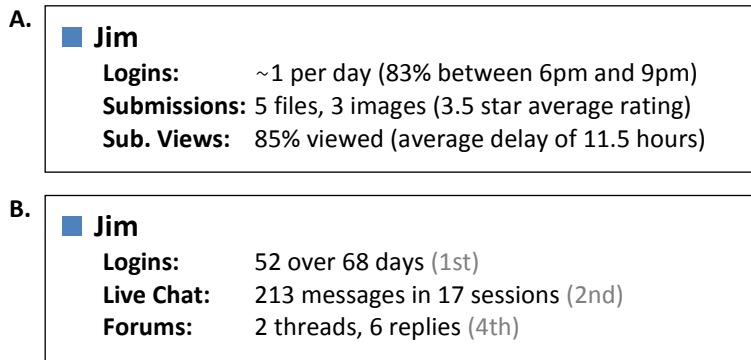 A.
Jim
Logins: ~1 per day (83% between 6pm and 9pm)
Submissions: 5 files, 3 images (3.5 star average rating)
Sub. Views: 85% viewed (average delay of 11.5 hours)
B.
Jim
Logins: 52 over 68 days (1st)
Live Chat: 213 messages in 17 sessions (2nd)
Forums: 2 threads, 6 replies (4th)